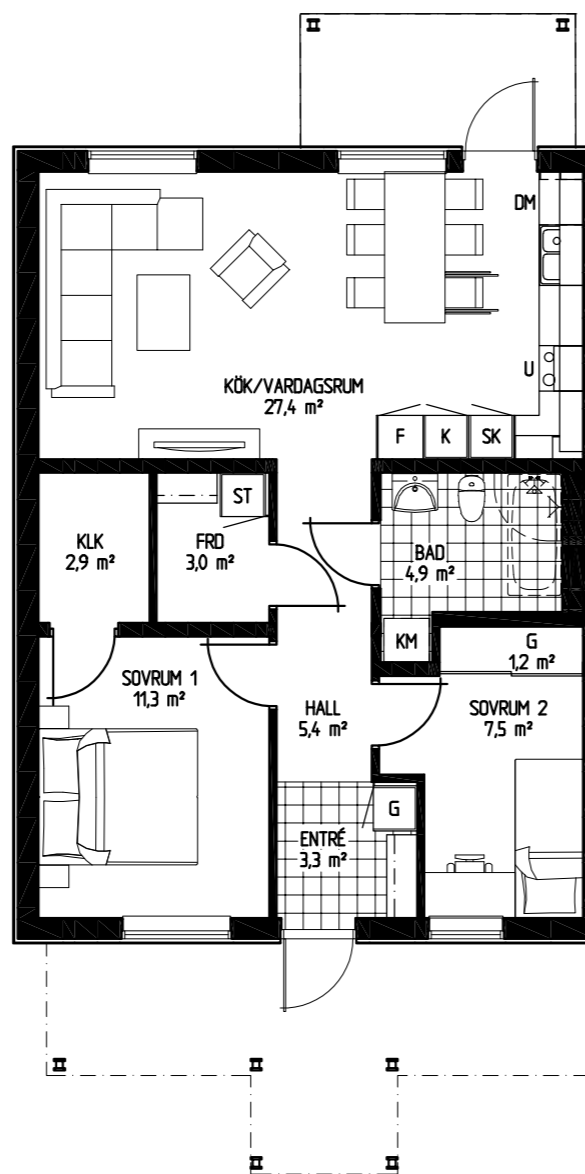 DM
U
KÖK/VARDAGSRUM
27,4 m²
F K SK
ST
KLK
2,9 m²
FRD
3,0 m²
BAD
4,9 m²
KM
G
1,2 m²
SOVRUM 1
11,3 m²
HALL
5,4 m²
SOVRUM 2
7,5 m²
G
ENTRÉ
3,3 m²